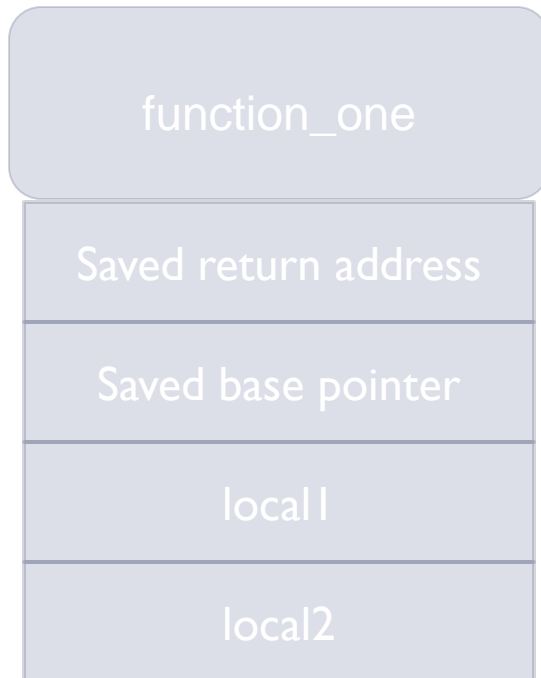 function_one
Saved return address
Saved base pointer
local1
local2